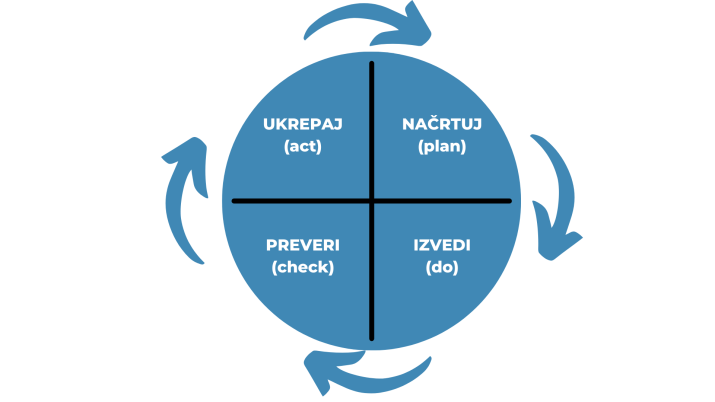 UKREPAJ
(act)
NAČRTUJ
(plan)
PREVERI
(check)
IZVEDI
(do)